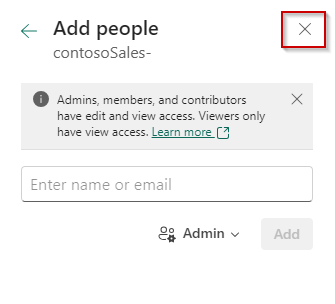 Add people
contosoSales-
Admins, members, and contributors
have edit and view access. Viewers only
have view access. Learn more
Enter name or email
Admin
Add